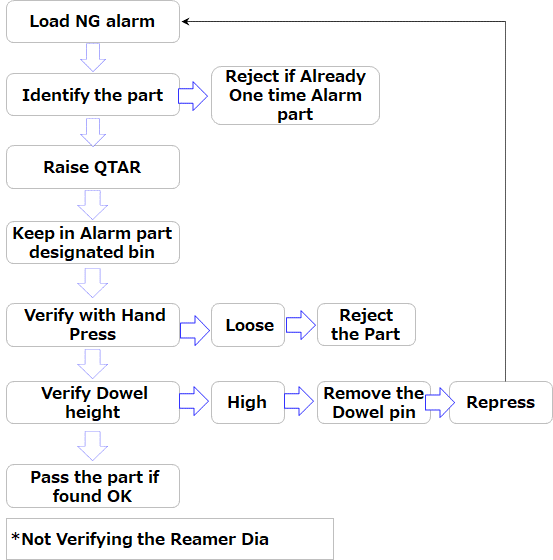 Load NG alarm
Identify the part
Reject if Already
One time Alarm
part
Raise QTAR
Keep in Alarm part
designated bin
Verify with Hand
Press
Loose
Reject
the Part
Verify Dowel
height
High
Remove the
Dowel pin
Repress
Pass the part if
found OK
*Not Verifying the Reamer Dia